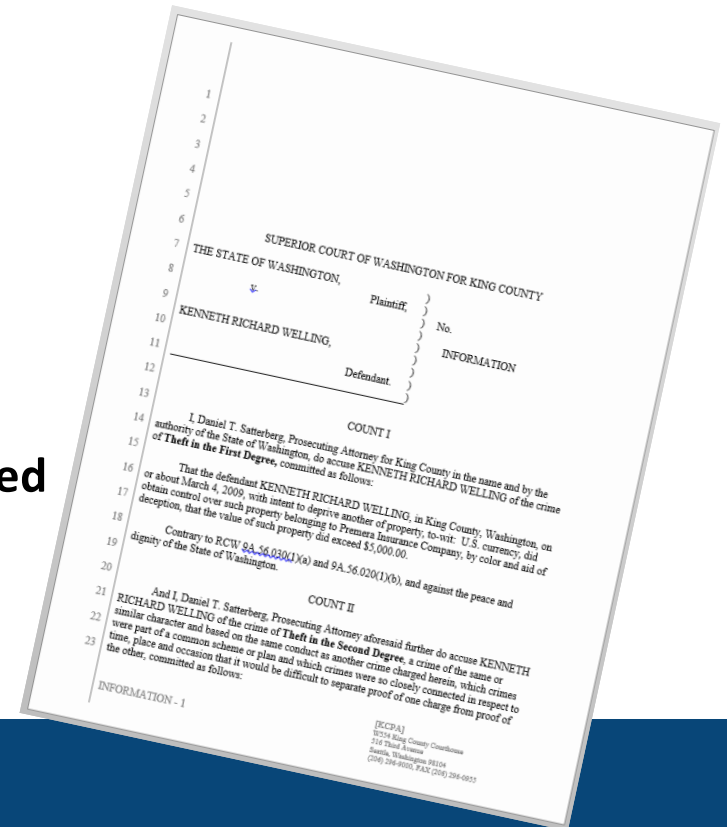 1
2
3
4
5
6
7
8
9
10
11
12
13
14
15
16
17
18
19
20
21
22
23
SUPERIOR COURT OF WASHINGTON FOR KING COUNTY
THE STATE OF WASHINGTON,
Plaintiff,
v.
KENNETH RICHARD WELLING,
Defendant.
)
)
)
)
)
)
)
)
)
No.
INFORMATION
COUNT I
I, Daniel T. Satterberg, Prosecuting Attorney for King County in the name and by the
authority of the State of Washington, do accuse KENNETH RICHARD WELLING of the crime
of Theft in the First Degree, committed as follows:
That the defendant KENNETH RICHARD WELLING, in King County, Washington, on
or about March 4, 2009, with intent to deprive another of property, to-wit: U.S. currency, did
obtain control over such property belonging to Premera Insurance Company, by color and aid of
deception, that the value of such property did exceed $5,000.00.
Contrary to RCW 9A.56.030(1)(a) and 9A.56.020(1)(b), and against the peace and
dignity of the State of Washington.
COUNT II
And I, Daniel T. Satterberg, Prosecuting Attorney aforesaid further do accuse KENNETH
RICHARD WELLING of the crime of Theft in the Second Degree, a crime of the same or
similar character and based on the same conduct as another crime charged herein, which crimes
were part of a common scheme or plan and which crimes were so closely connected in respect to
time, place and occasion that it would be difficult to separate proof of one charge from proof of
the other, committed as follows:
INFORMATION - 1
[KCPA]
W554 King County Courthouse
516 Third Avenue
Seattle, Washington 98104
(206) 296-9000, FAX (206) 296-0955
ed